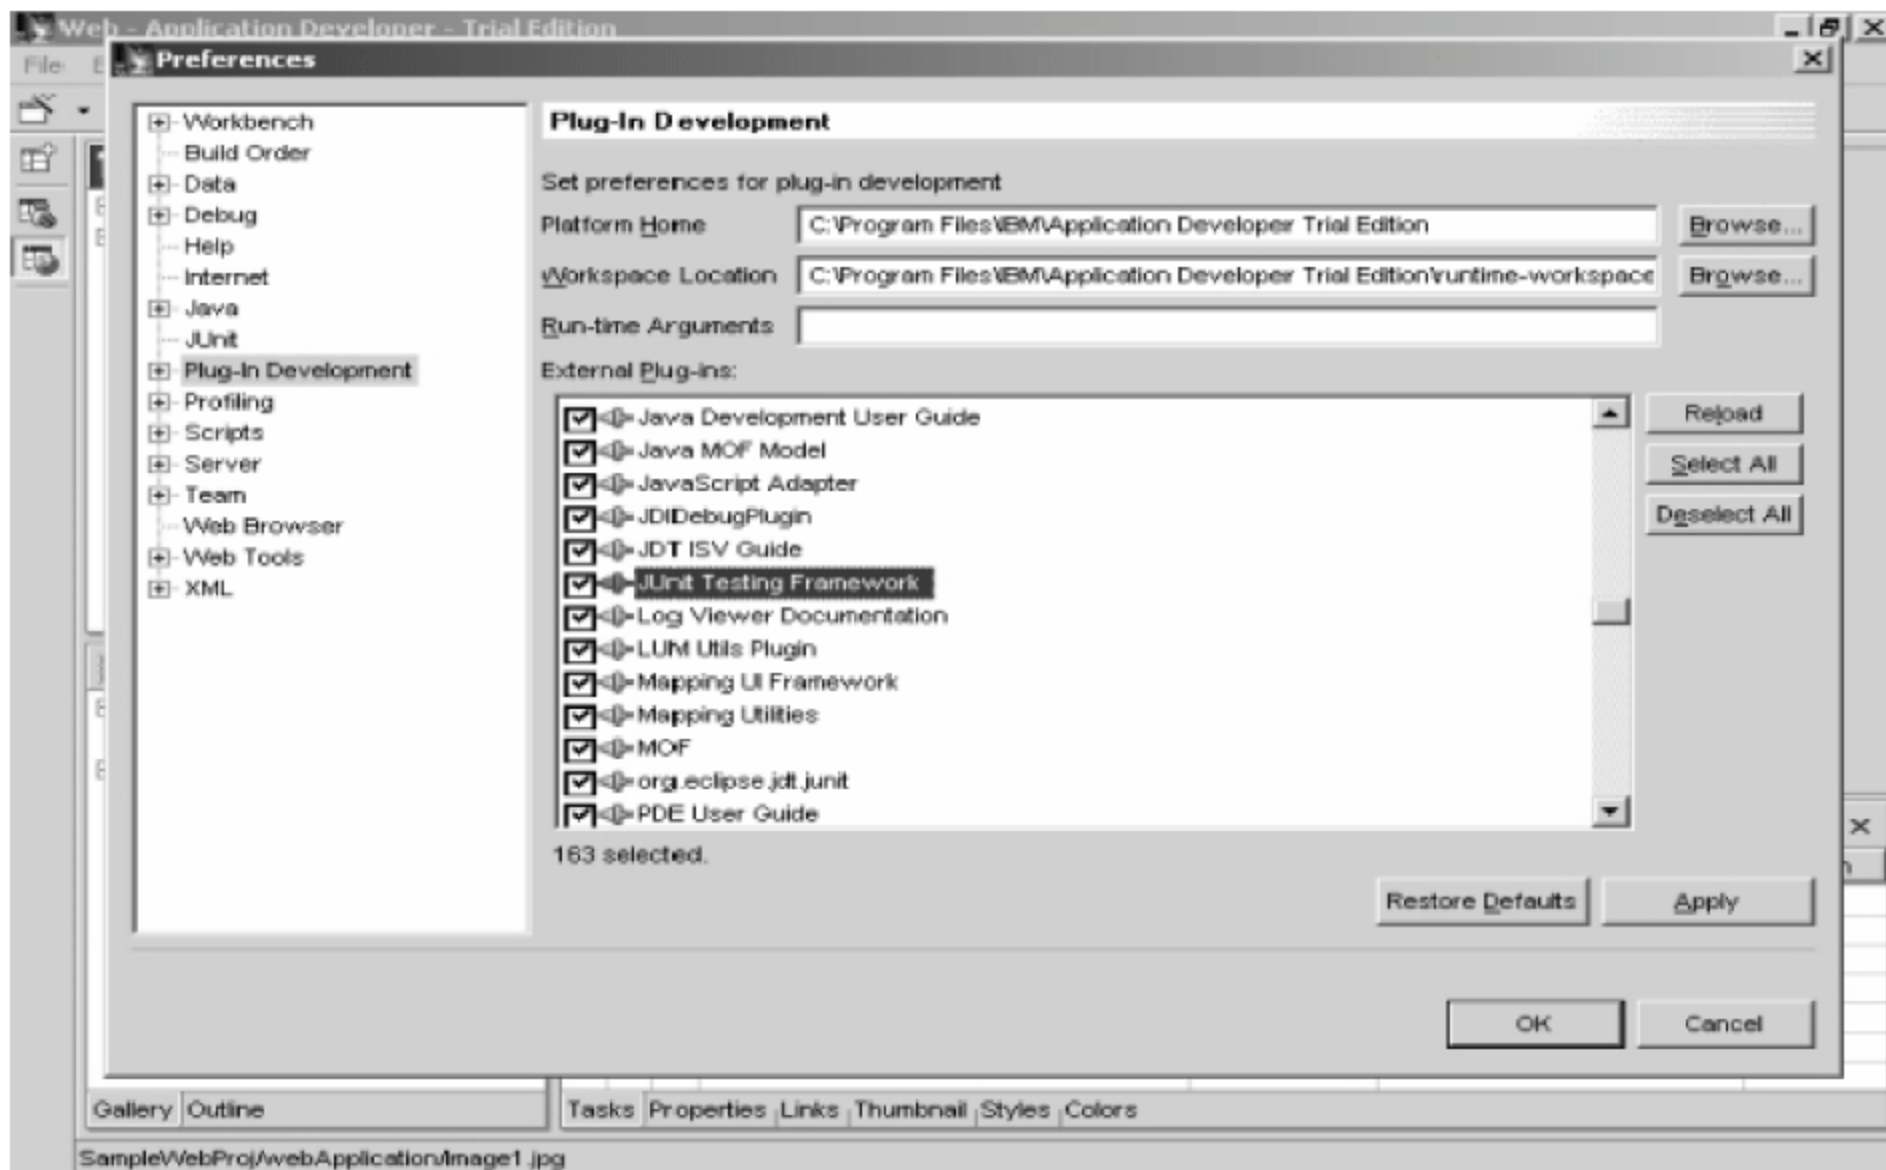 Web - Application Developer - Trial Edition
File
Preferences
Workbench
Build Order
Data
Debug
Help
Internet
Java
JUnit
Plug-In Development
Profiling
Scripts
Server
Team
Web Browser
Web Tools
XML
Plug-In Development
Set preferences for plug-in development
Platform Home
C:\Program Files\IBM\Application Developer Trial Edition
Browse...
Workspace Location
C:\Program Files\IBM\Application Developer Trial Edition\runtime-workspace
Browse...
Run-time Arguments
External Plug-ins:
Java Development User Guide
Java MOF Model
JavaScript Adapter
JDIDebugPlugin
JDT ISV Guide
JUnit Testing Framework
Log Viewer Documentation
LUM Utils Plugin
Mapping UI Framework
Mapping Utilities
MOF
org.eclipse.jdt.junit
PDE User Guide
Reload
Select All
Deselect All
163 selected.
Restore Defaults
Apply
OK
Cancel
Gallery Outline
Tasks Properties Links Thumbnail Styles Colors
SampleWebProj/webApplication/Image1.jpg